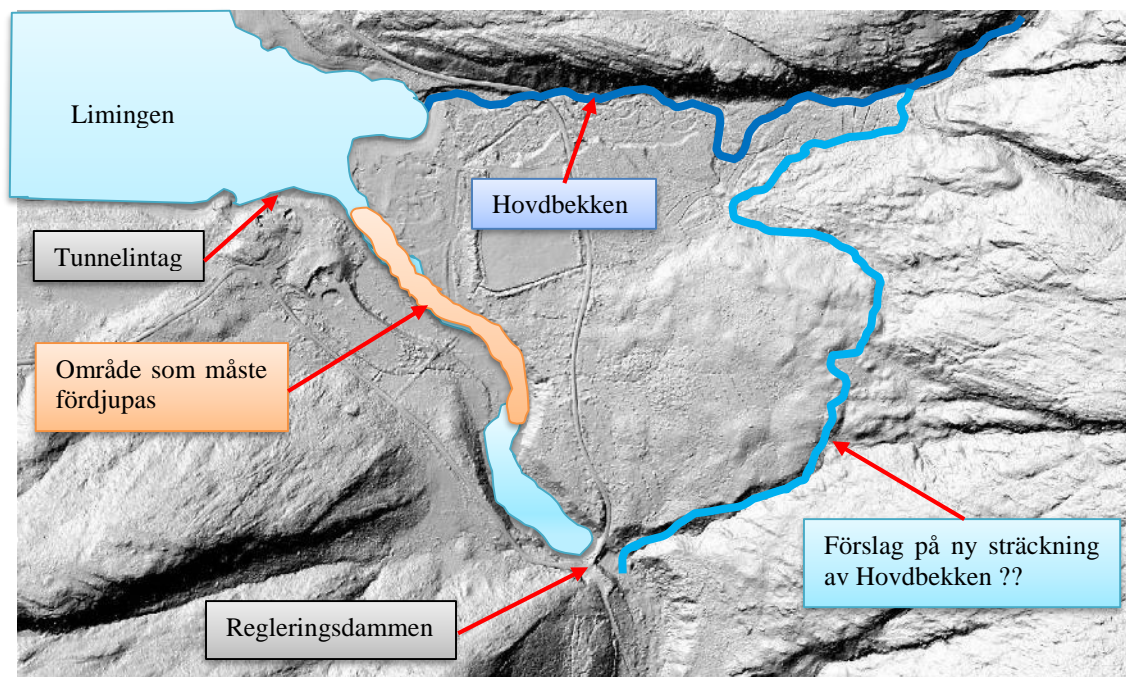 Limingen
Hovdbekken
Tunnelintag
Område som måste
fördjupas
Förslag på ny sträckning
av Hovdbekken ??
Regleringsdammen